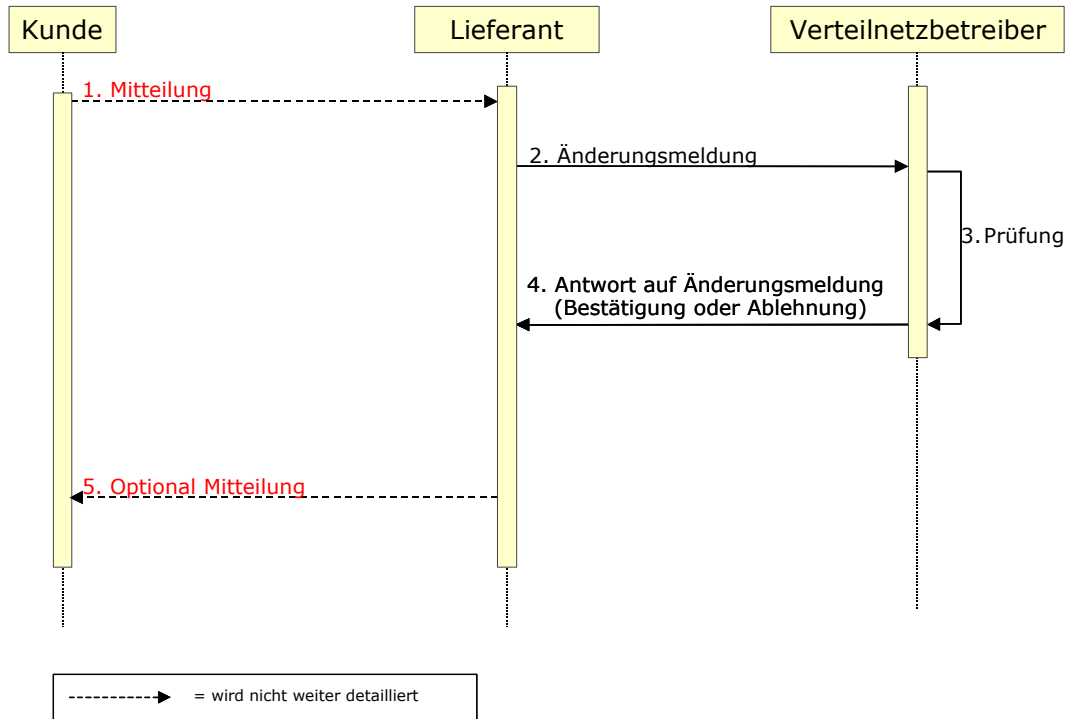 Kunde
Lieferant
Verteilnetzbetreiber
1. Mitteilung
2. Änderungsmeldung
3. Prüfung
4. Antwort auf Änderungsmeldung
(Bestätigung oder Ablehnung)
5. Optional Mitteilung
= wird nicht weiter detailliert